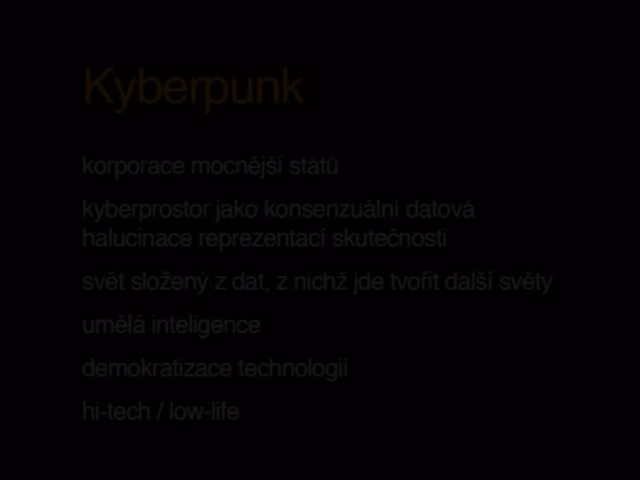 Kyberpunk
korporace mocnější států
kyberprostor jako konsenzuální datová
halucinace reprezentací skutečnosti
svět složený z dat, z nichž jde tvořit další světy
umělá inteligence
demokratizace technologií
hi-tech / low-life